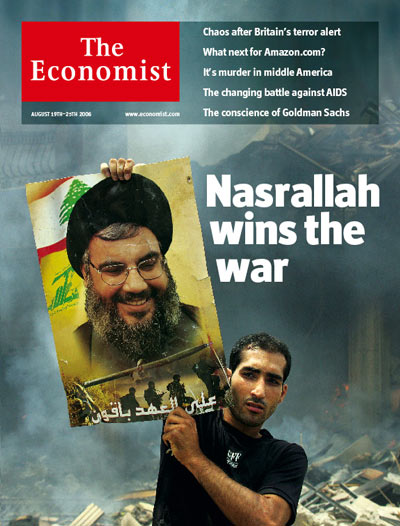 The
Economist
AUGUST 19TH–25TH 2006
www.economist.com
Chaos after Britain's terror alert
What next for Amazon.com?
It's murder in middle America
The changing battle against AIDS
The conscience of Goldman Sachs
Nasrallah
wins the
war
على العهد باقون